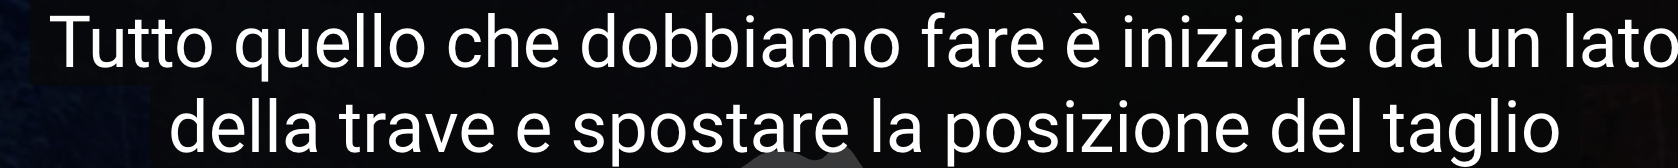 Tutto quello che dobbiamo fare è iniziare da un lato
della trave e spostare la posizione del taglio